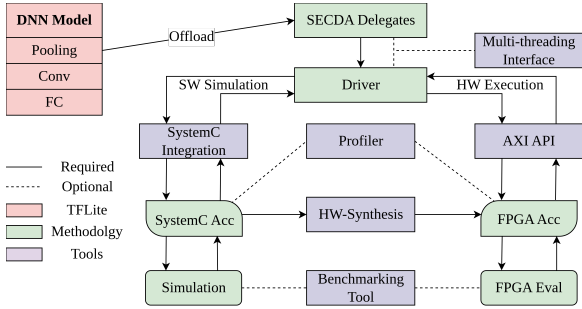 DNN Model
Pooling
Conv
FC
Offload
SECDA Delegates
Multi-threading
Interface
SW Simulation
Driver
HW Execution
SystemC
Integration
Profiler
AXI API
Required
Optional
TFLite
Methodolgy
Tools
SystemC Acc
HW-Synthesis
FPGA Acc
Simulation
Benchmarking
Tool
FPGA Eval